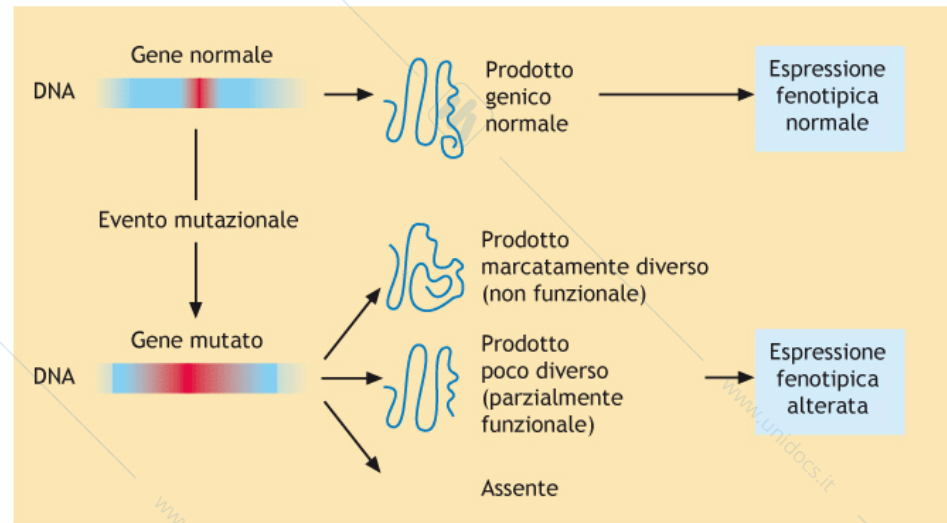 Gene normale
DNA
Prodotto
genico
normale
Espressione
fenotipica
normale
Evento mutazionale
Prodotto
marcatamente diverso
(non funzionale)
Gene mutato
DNA
Prodotto
poco diverso
(parzialmente
funzionale)
Espressione
fenotipica
alterata
Assente
www.unidocs.it
www